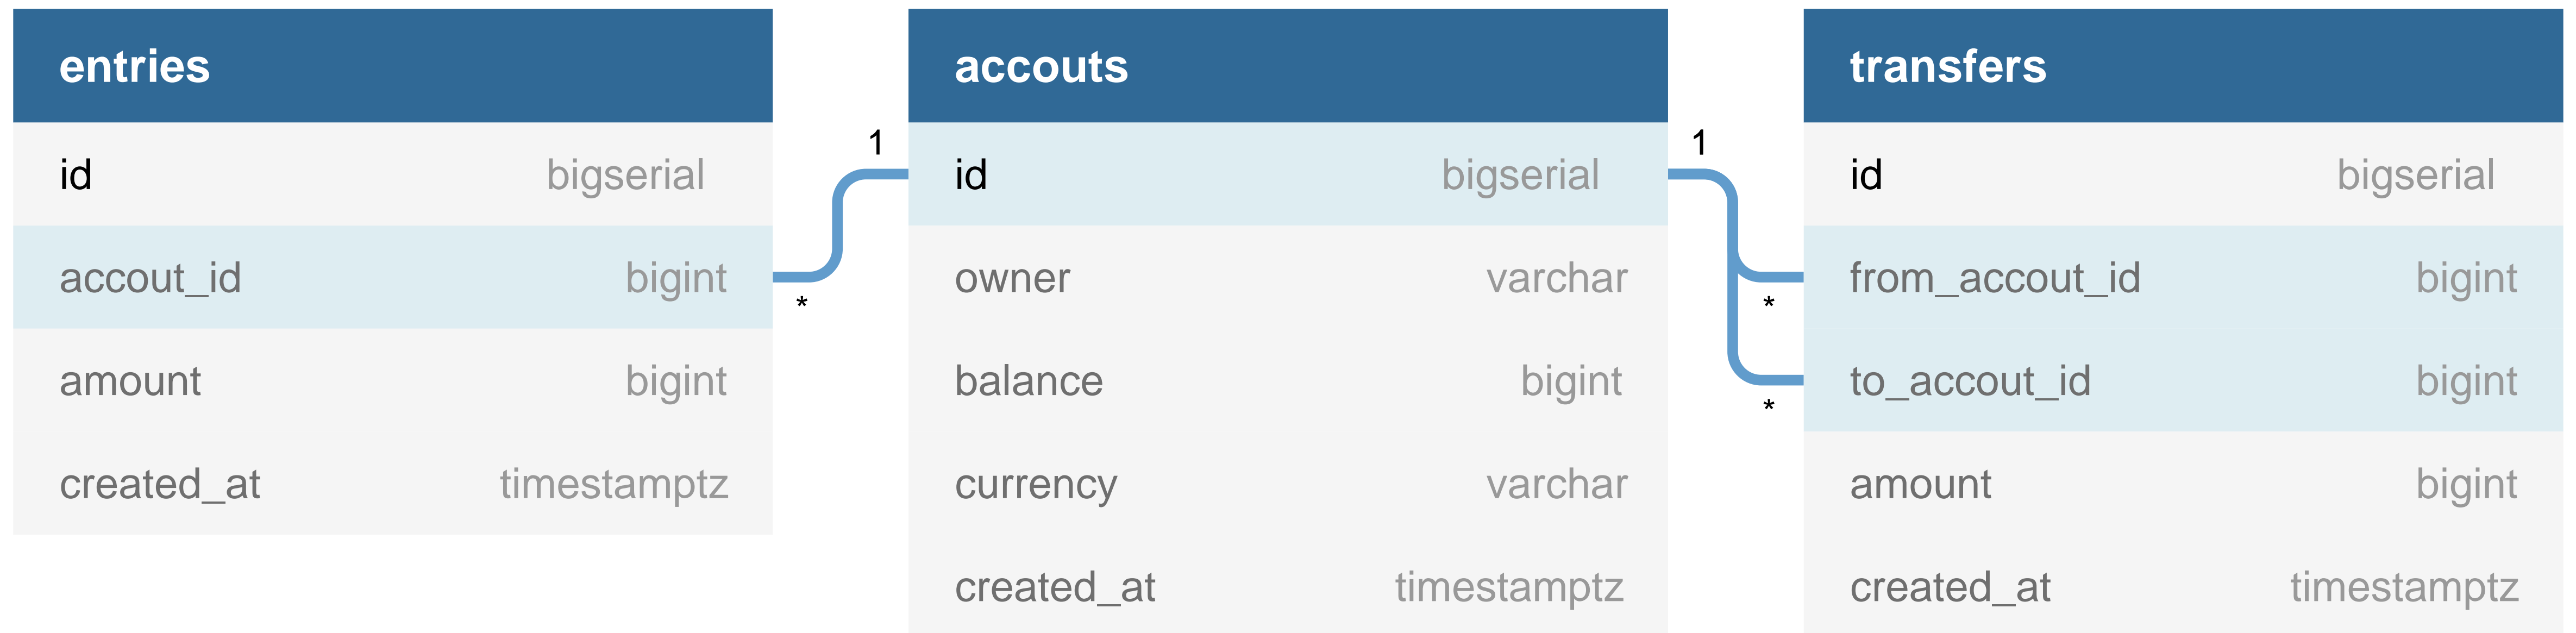 entries
id bigserial
accout_id bigint
amount bigint
created_at timestamptz
1
*
accouts
id bigserial
owner varchar
balance bigint
currency varchar
created_at timestamptz
1
*
*
transfers
id bigserial
from_accout_id bigint
to_accout_id bigint
amount bigint
created_at timestamptz